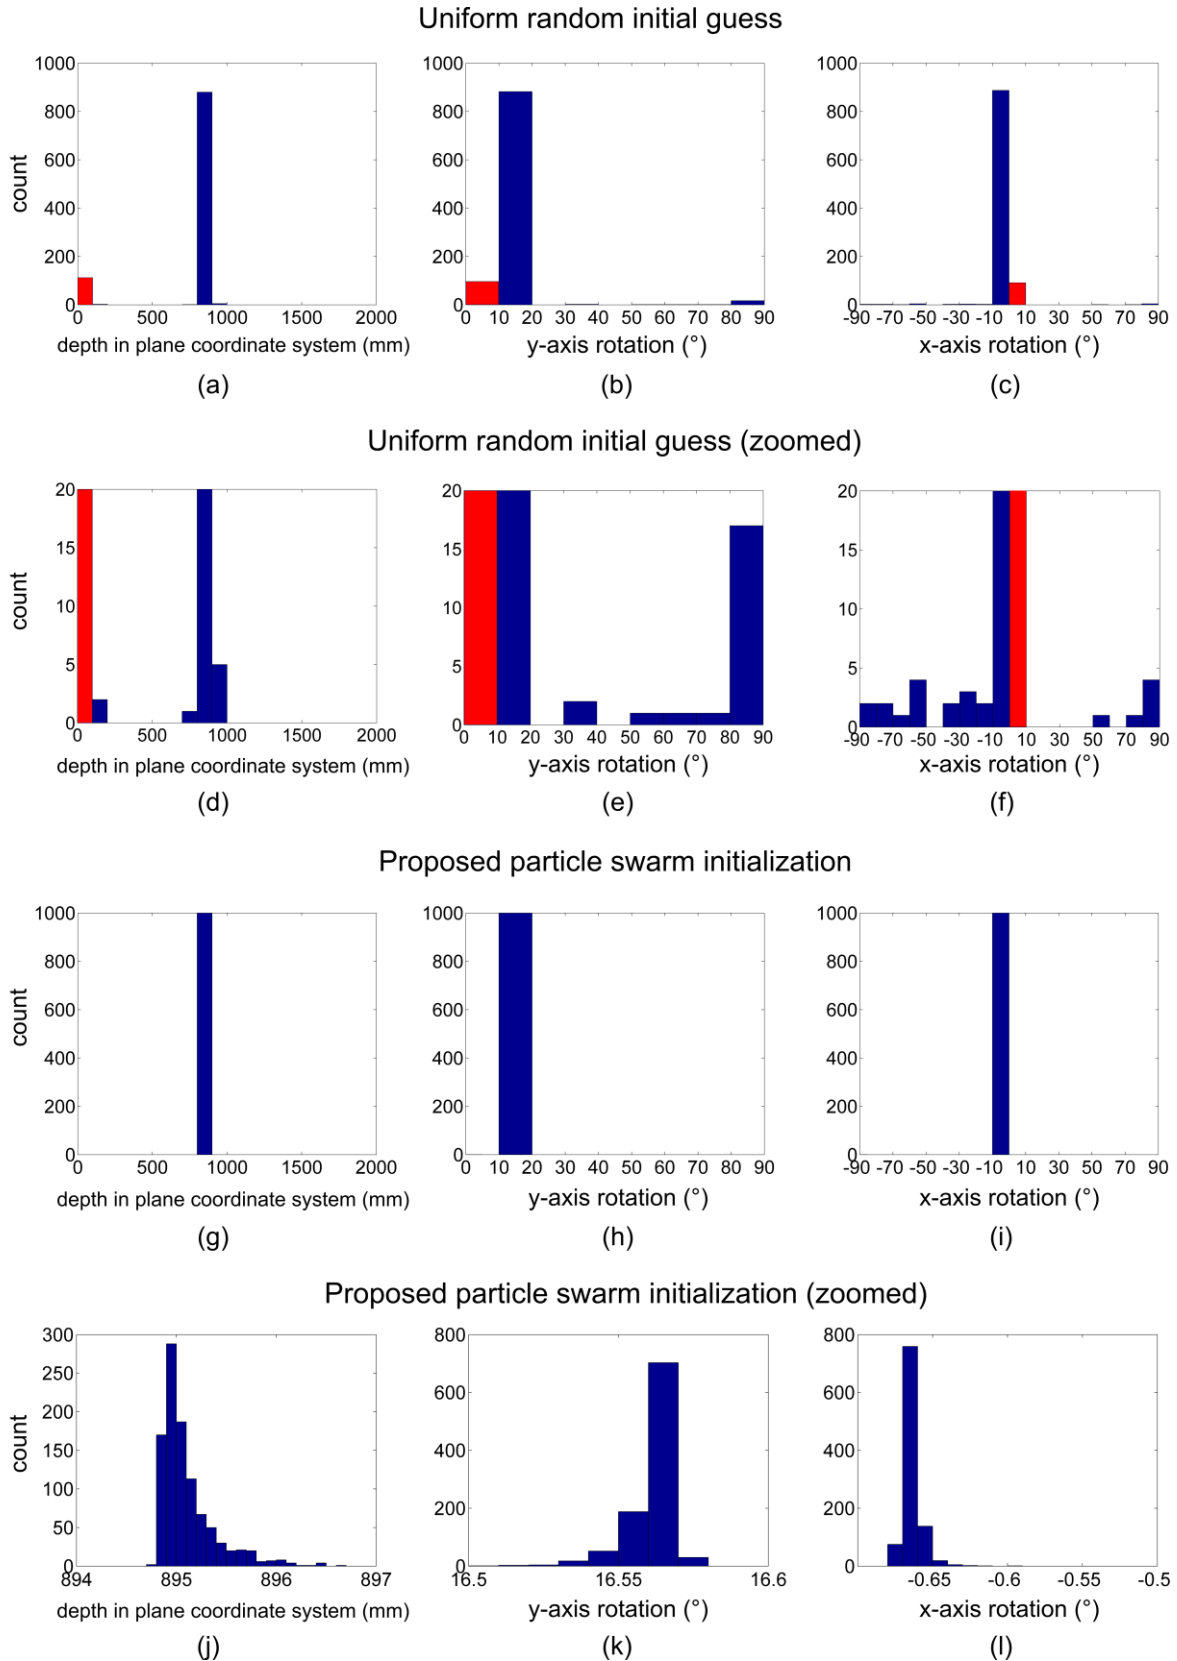 Uniform random initial guess
1000
800
600
400
200
0
count
0 500 1000 1500 2000
depth in plane coordinate system (mm)
(a)
1000
800
600
400
200
0
0 10 20 30 40 50 60 70 80 90
y-axis rotation (°)
(b)
1000
800
600
400
200
0
-90 -70 -50 -30 -10 10 30 50 70 90
x-axis rotation (°)
(c)
Uniform random initial guess (zoomed)
20
15
10
5
0
count
0 500 1000 1500 2000
depth in plane coordinate system (mm)
(d)
20
15
10
5
0
0 10 20 30 40 50 60 70 80 90
y-axis rotation (°)
(e)
20
15
10
5
0
-90 -70 -50 -30 -10 10 30 50 70 90
x-axis rotation (°)
(f)
Proposed particle swarm initialization
1000
800
600
400
200
0
count
0 500 1000 1500 2000
depth in plane coordinate system (mm)
(g)
1000
800
600
400
200
0
0 10 20 30 40 50 60 70 80 90
y-axis rotation (°)
(h)
1000
800
600
400
200
0
-90 -70 -50 -30 -10 10 30 50 70 90
x-axis rotation (°)
(i)
Proposed particle swarm initialization (zoomed)
300
250
200
150
100
50
0
count
894 895 896 897
depth in plane coordinate system (mm)
(j)
800
600
400
200
0
16.5 16.55 16.6
y-axis rotation (°)
(k)
800
600
400
200
0
-0.65 -0.6 -0.55 -0.5
x-axis rotation (°)
(l)